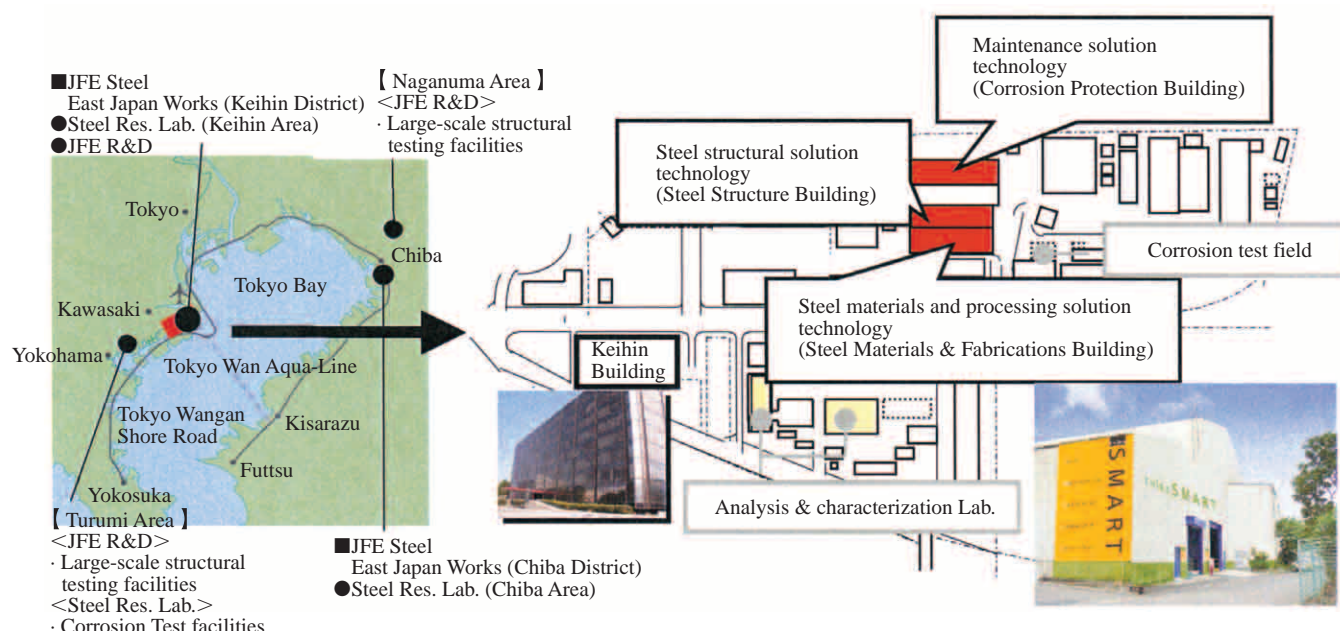 ■JFE Steel
East Japan Works (Keihin District)
●Steel Res. Lab. (Keihin Area)
●JFE R&D
【 Naganuma Area 】
<JFE R&D>
· Large-scale structural
testing facilities
Tokyo
Chiba
Tokyo Bay
Kawasaki
Yokohama
Tokyo Wan Aqua-Line
Tokyo Wangan
Shore Road
Kisarazu
Futtsu
Yokosuka
【 Turumi Area 】
<JFE R&D>
· Large-scale structural
testing facilities
<Steel Res. Lab.>
· Corrosion Test facilities
■JFE Steel
East Japan Works (Chiba District)
●Steel Res. Lab. (Chiba Area)
Maintenance solution
technology
(Corrosion Protection Building)
Steel structural solution
technology
(Steel Structure Building)
Corrosion test field
Steel materials and processing solution
technology
(Steel Materials & Fabrications Building)
Keihin
Building
Analysis & characterization Lab.
SMART
SMART